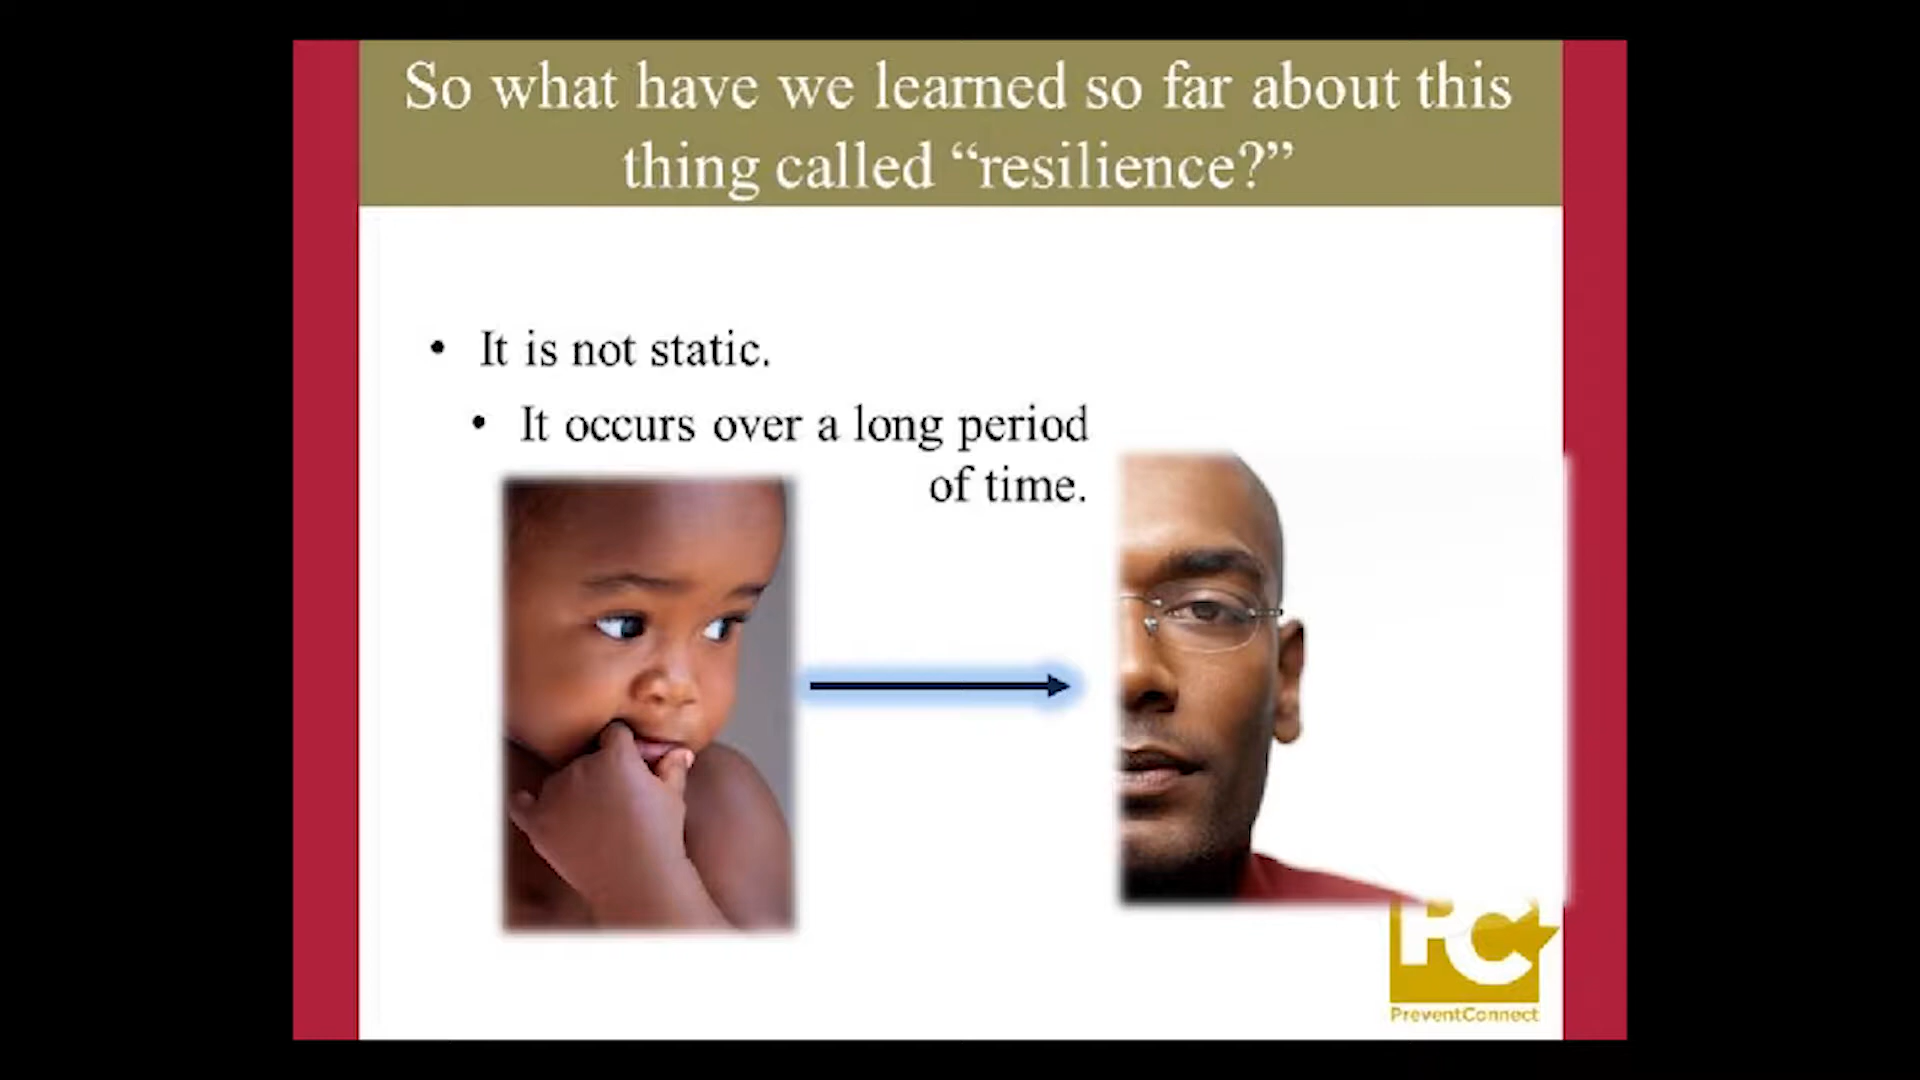 So what have we learned so far about this
thing called “resilience?”
• It is not static.
• It occurs over a long period
of time.
PC
PreventConnect